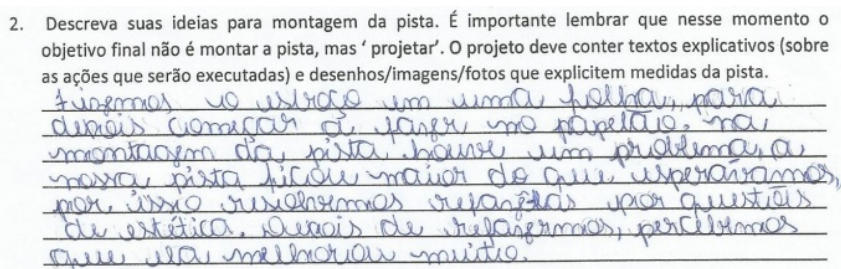 2. Descreva suas ideias para montagem da pista. É importante lembrar que nesse momento o
objetivo final não é montar a pista, mas ‘ projetar’. O projeto deve conter textos explicativos (sobre
as ações que serão executadas) e desenhos/imagens/fotos que explicitem medidas da pista.
Fizemos o esboço em uma folha, para
depois começar a fazer no papelão. na
montagem da pista houve um problema, a
nossa pista ficou maior do que esperávamos,
por isso resolvemos refazê-la por questões
de estética. Depois de refazermos, percebemos
que ela melhorou muito.